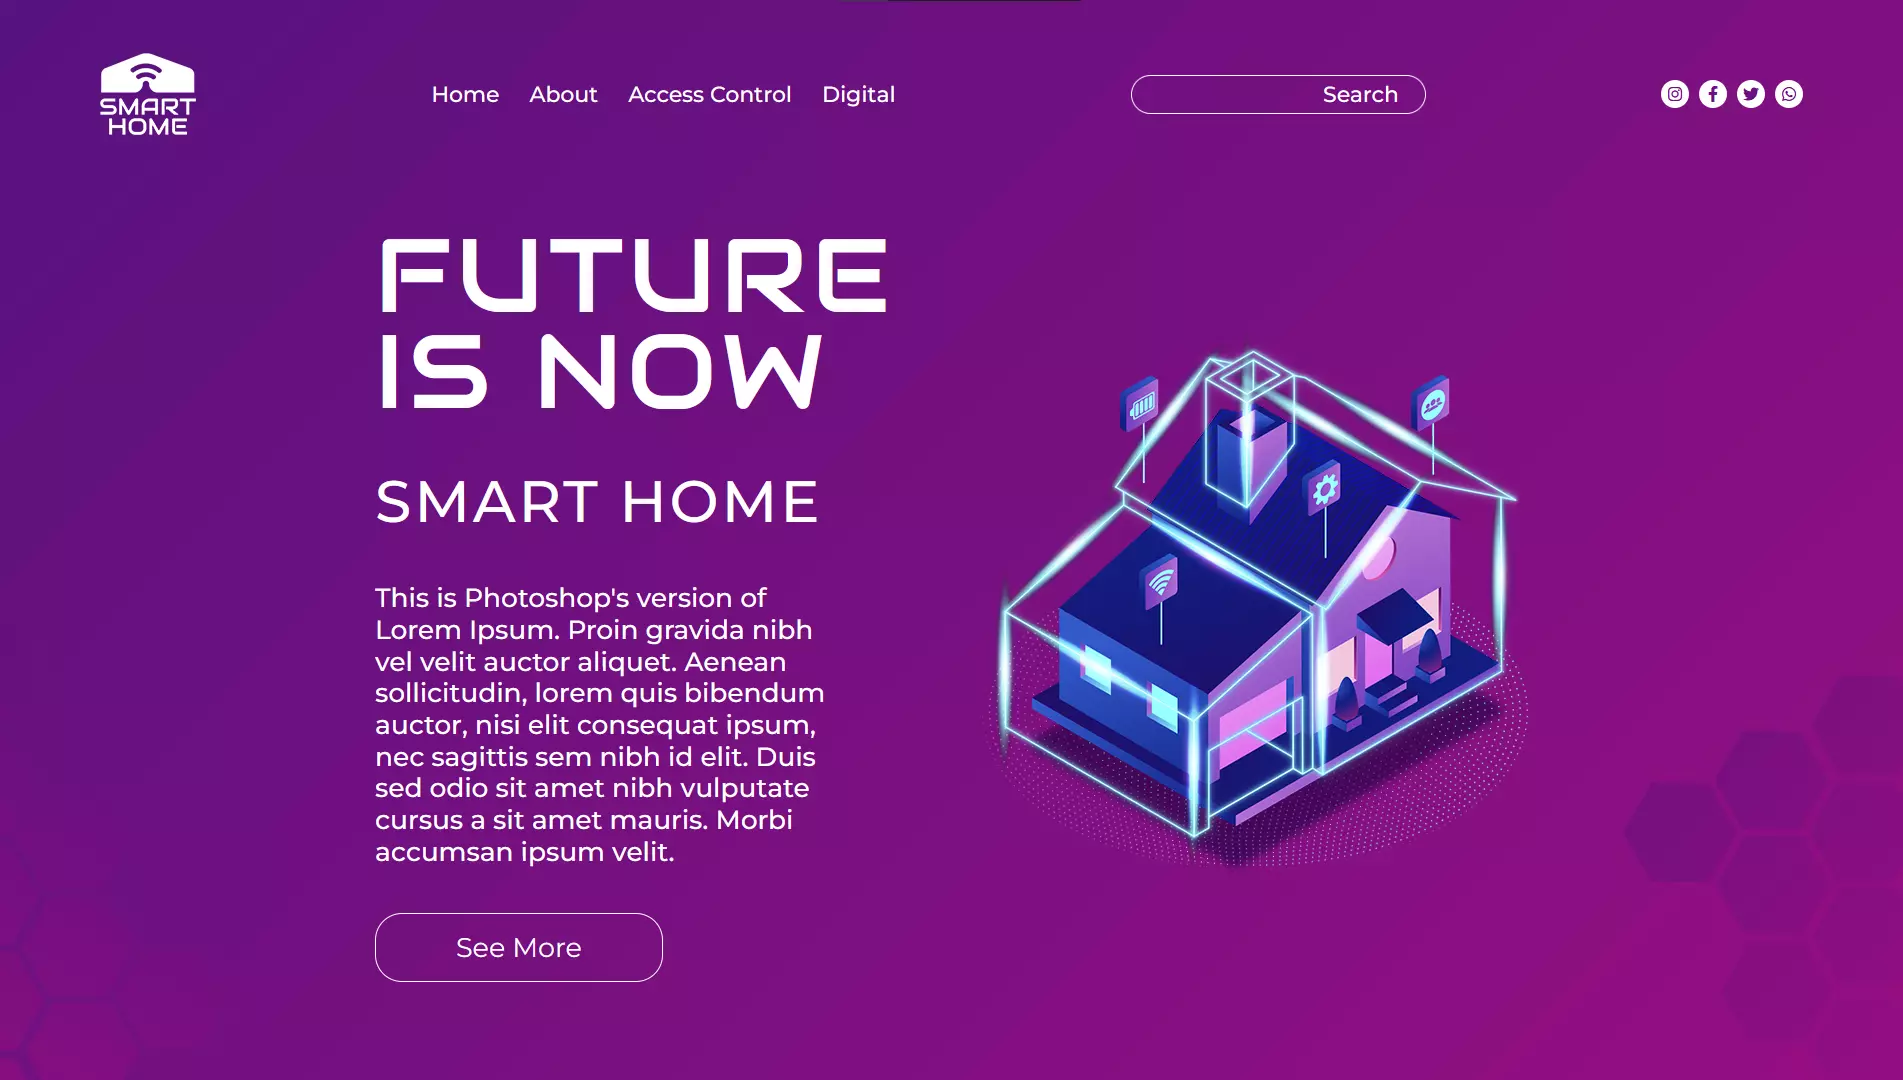 SMART
HOME
Home About Access Control Digital
Search
FUTURE
IS NOW
SMART HOME
This is Photoshop's version of
Lorem Ipsum. Proin gravida nibh
vel velit auctor aliquet. Aenean
sollicitudin, lorem quis bibendum
auctor, nisi elit consequat ipsum,
nec sagittis sem nibh id elit. Duis
sed odio sit amet nibh vulputate
cursus a sit amet mauris. Morbi
accumsan ipsum velit.
See More